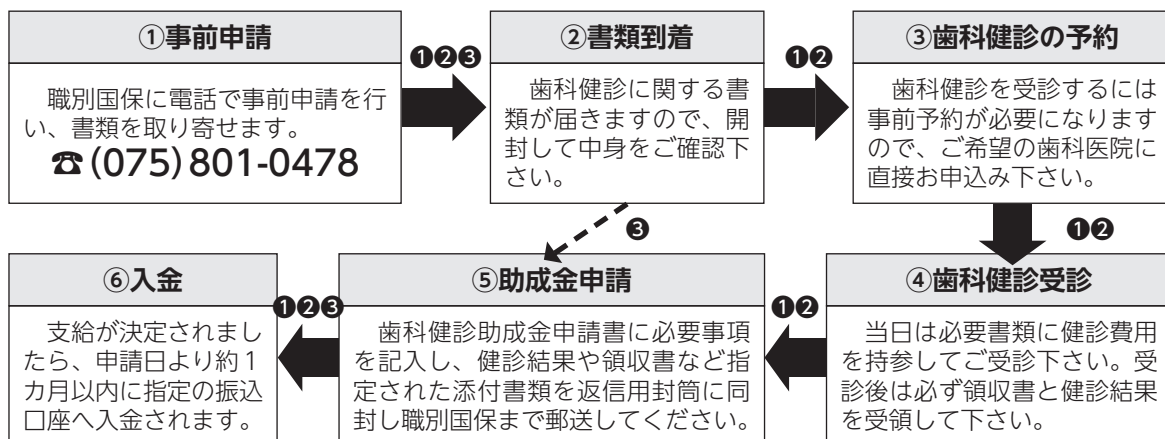 ①事前申請
職別国保に電話で事前申請を行
い、書類を取り寄せます。
☎(075)801-0478
❶❷❸
②書類到着
歯科健診に関する書
類が届きますので、開
封して中身をご確認下
さい。
❶❷
③歯科健診の予約
歯科健診を受診するには
事前予約が必要になります
ので、ご希望の歯科医院に
直接お申込み下さい。
❸
❶❷
④歯科健診受診
当日は必要書類に健診費用
を持参してご受診下さい。受
診後は必ず領収書と健診結果
を受領して下さい。
❶❷
⑤助成金申請
歯科健診助成金申請書に必要事項
を記入し、健診結果や領収書など指
定された添付書類を返信用封筒に同
封し職別国保まで郵送してください。
❶❷❸
⑥入金
支給が決定されまし
たら、申請日より約1
カ月以内に指定の振込
口座へ入金されます。